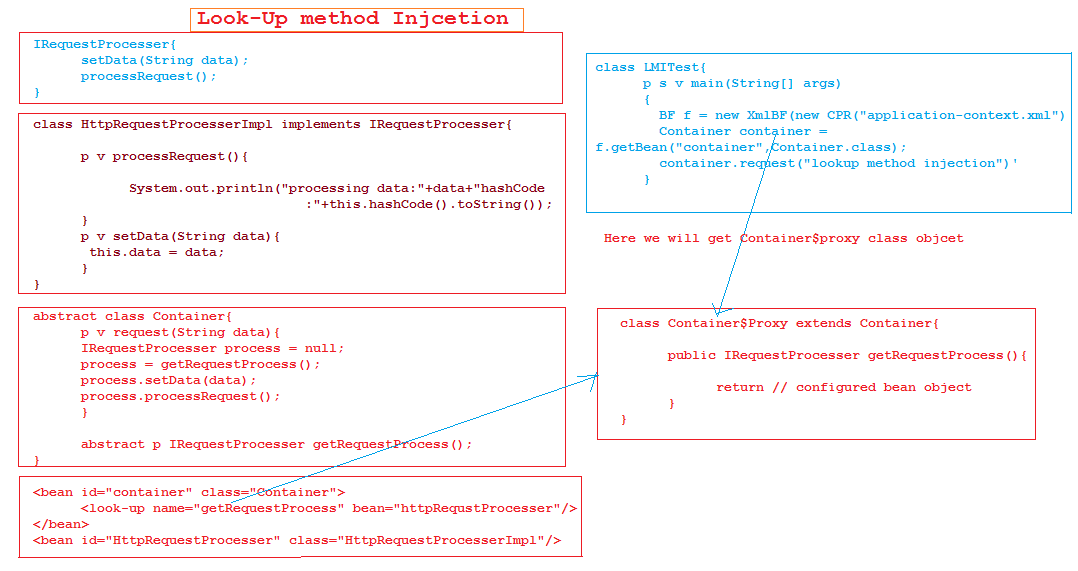 Look-Up method Injcetion
IRequestProcesser{
setData(String data);
processRequest();
}
class HttpRequestProcesserImpl implements IRequestProcesser{
p v processRequest(){
System.out.println("processing data:"+data+"hashCode
:"+this.hashCode().toString());
}
p v setData(String data){
this.data = data;
}
}
abstract class Container{
p v request(String data){
IRequestProcesser process = null;
process = getRequestProcess();
process.setData(data);
process.processRequest();
}
abstract p IRequestProcesser getRequestProcess();
}
<bean id="container" class="Container">
<look-up name="getRequestProcess" bean="httpRequstProcesser"/>
</bean>
<bean id="HttpRequestProcesser" class="HttpRequestProcesserImpl"/>
class LMITest{
p s v main(String[] args)
{
BF f = new XmlBF(new CPR("application-context.xml")
Container container =
f.getBean("container",Container.class);
container.request("lookup method injection")'
}
Here we will get Container$proxy class objcet
class Container$Proxy extends Container{
public IRequestProcesser getRequestProcess(){
return // configured bean object
}
}